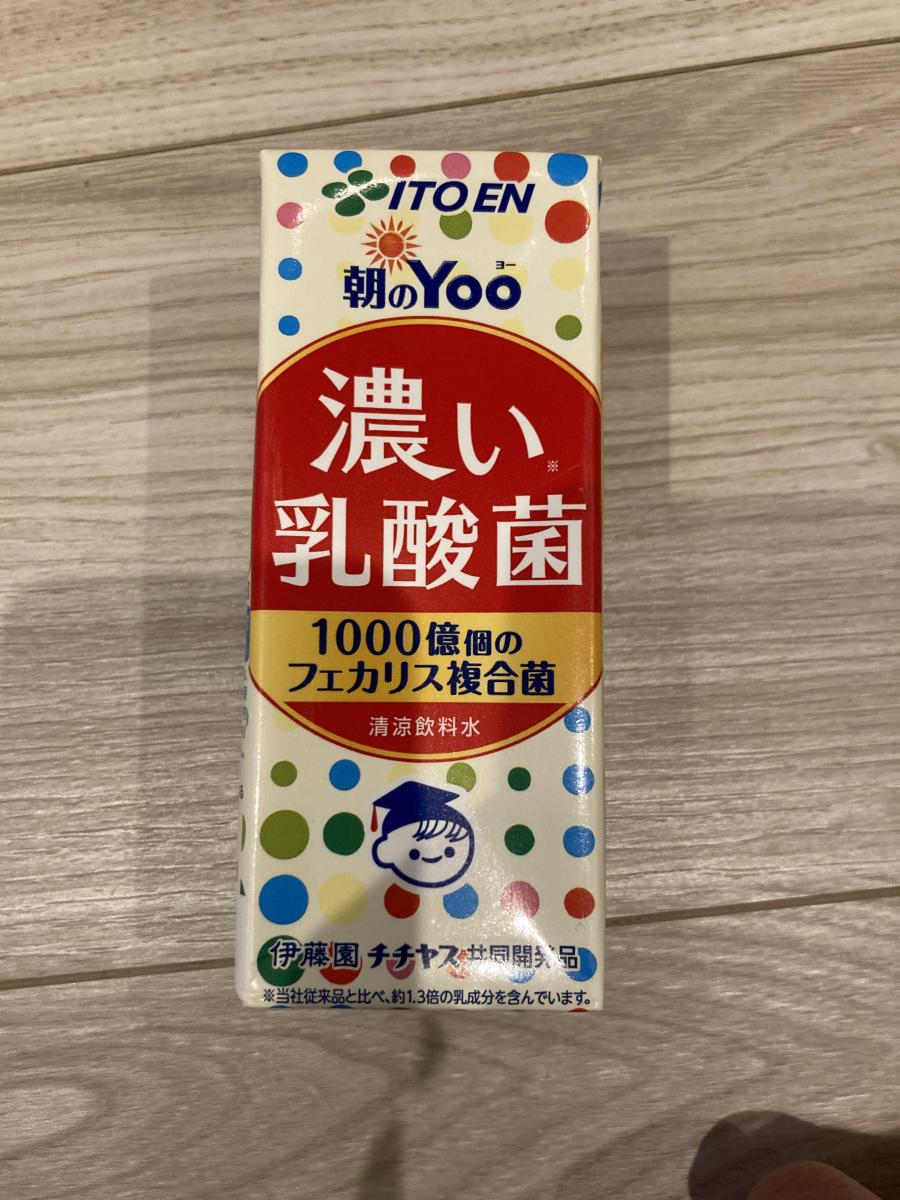 ITO EN
ヨー
朝のYoo
濃い※
乳酸菌
1000億個の
フェカリス複合菌
清涼飲料水
伊藤園 チチヤス 共同開発品
※当社従来品と比べ、約1.3倍の乳成分を含んでいます。